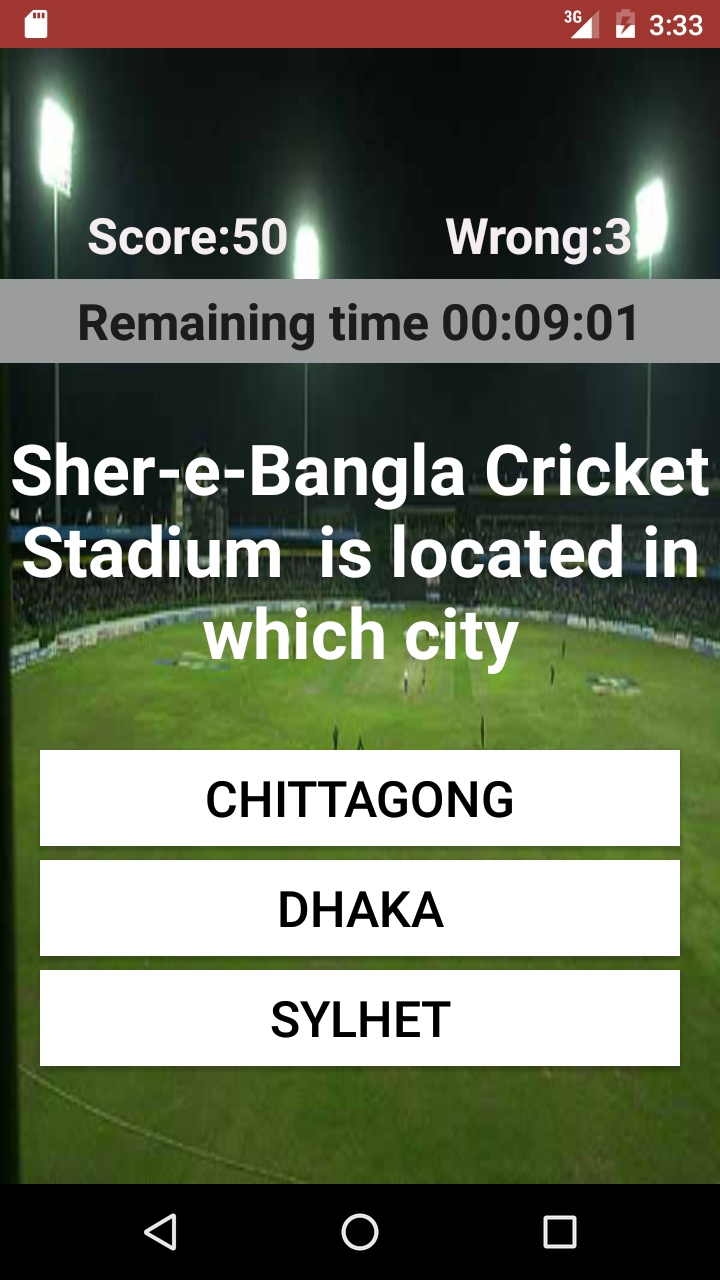 3G 3:33
Score:50 Wrong:3
Remaining time 00:09:01
Sher-e-Bangla Cricket
Stadium  is located in
which city
CHITTAGONG
DHAKA
SYLHET